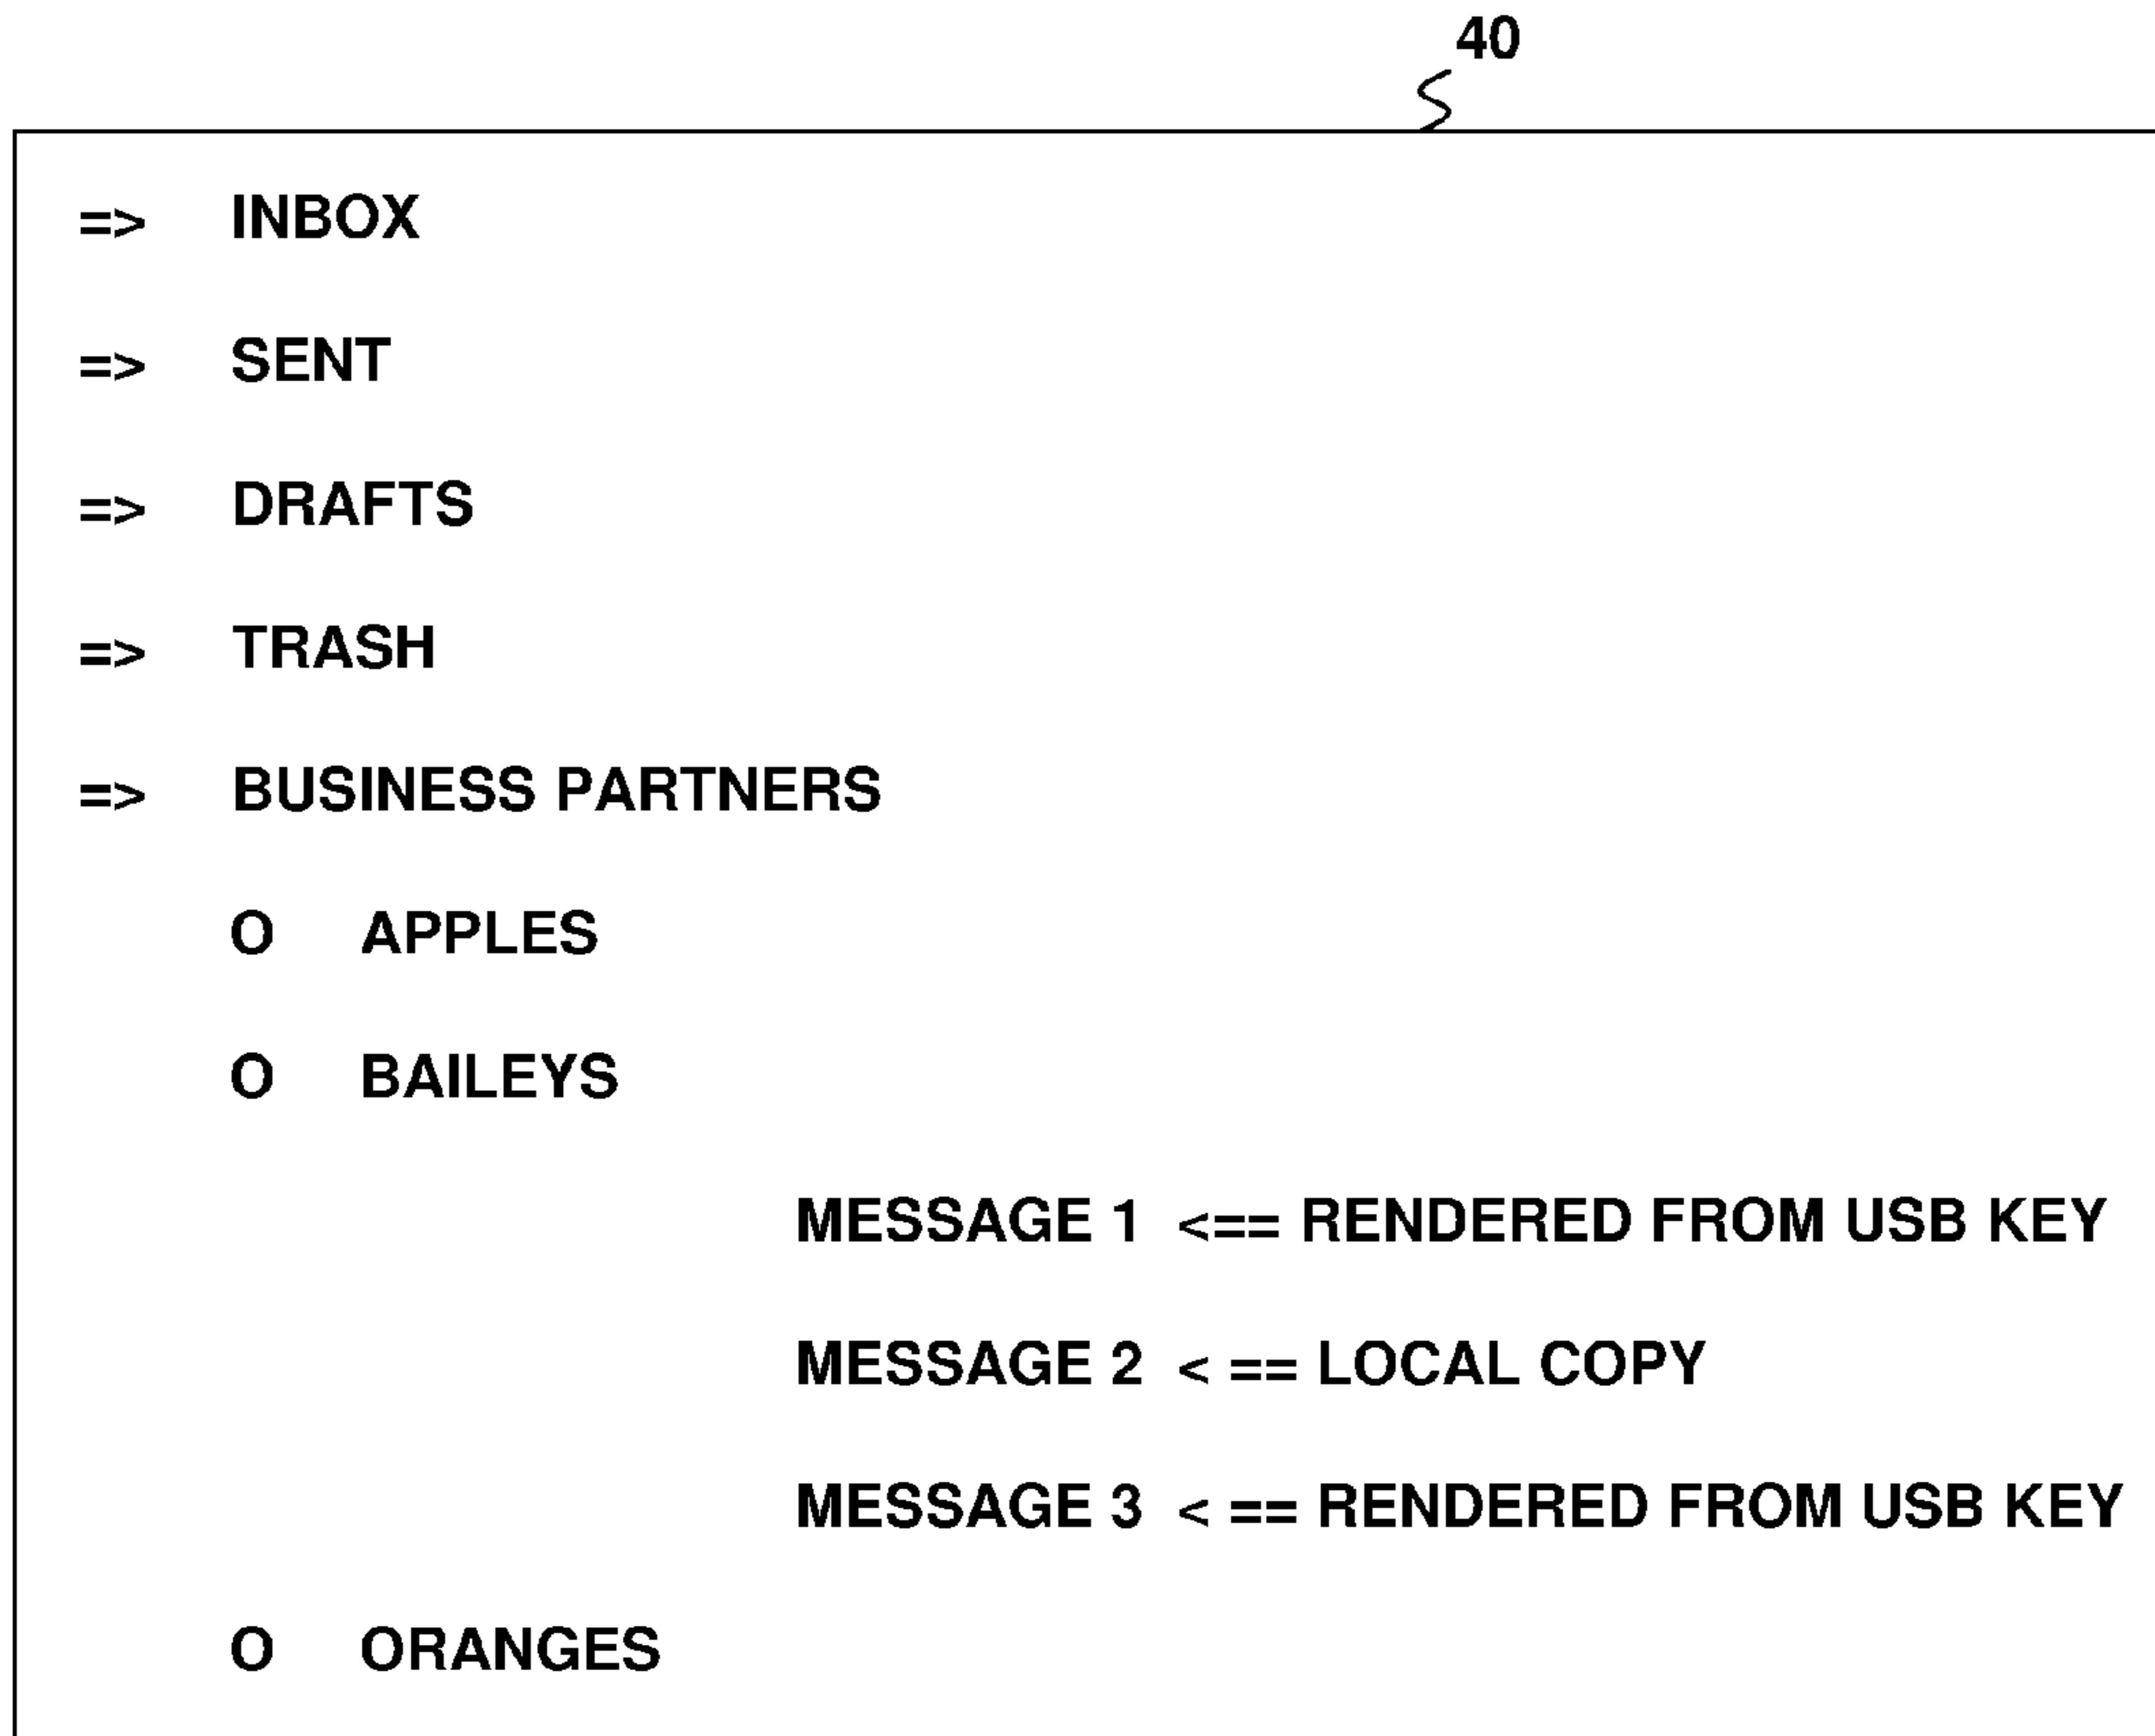 40
=> INBOX
=> SENT
=> DRAFTS
=> TRASH
=> BUSINESS PARTNERS
O APPLES
O BAILEYS
MESSAGE 1 <== RENDERED FROM USB KEY
MESSAGE 2 < == LOCAL COPY
MESSAGE 3 < == RENDERED FROM USB KEY
O ORANGES